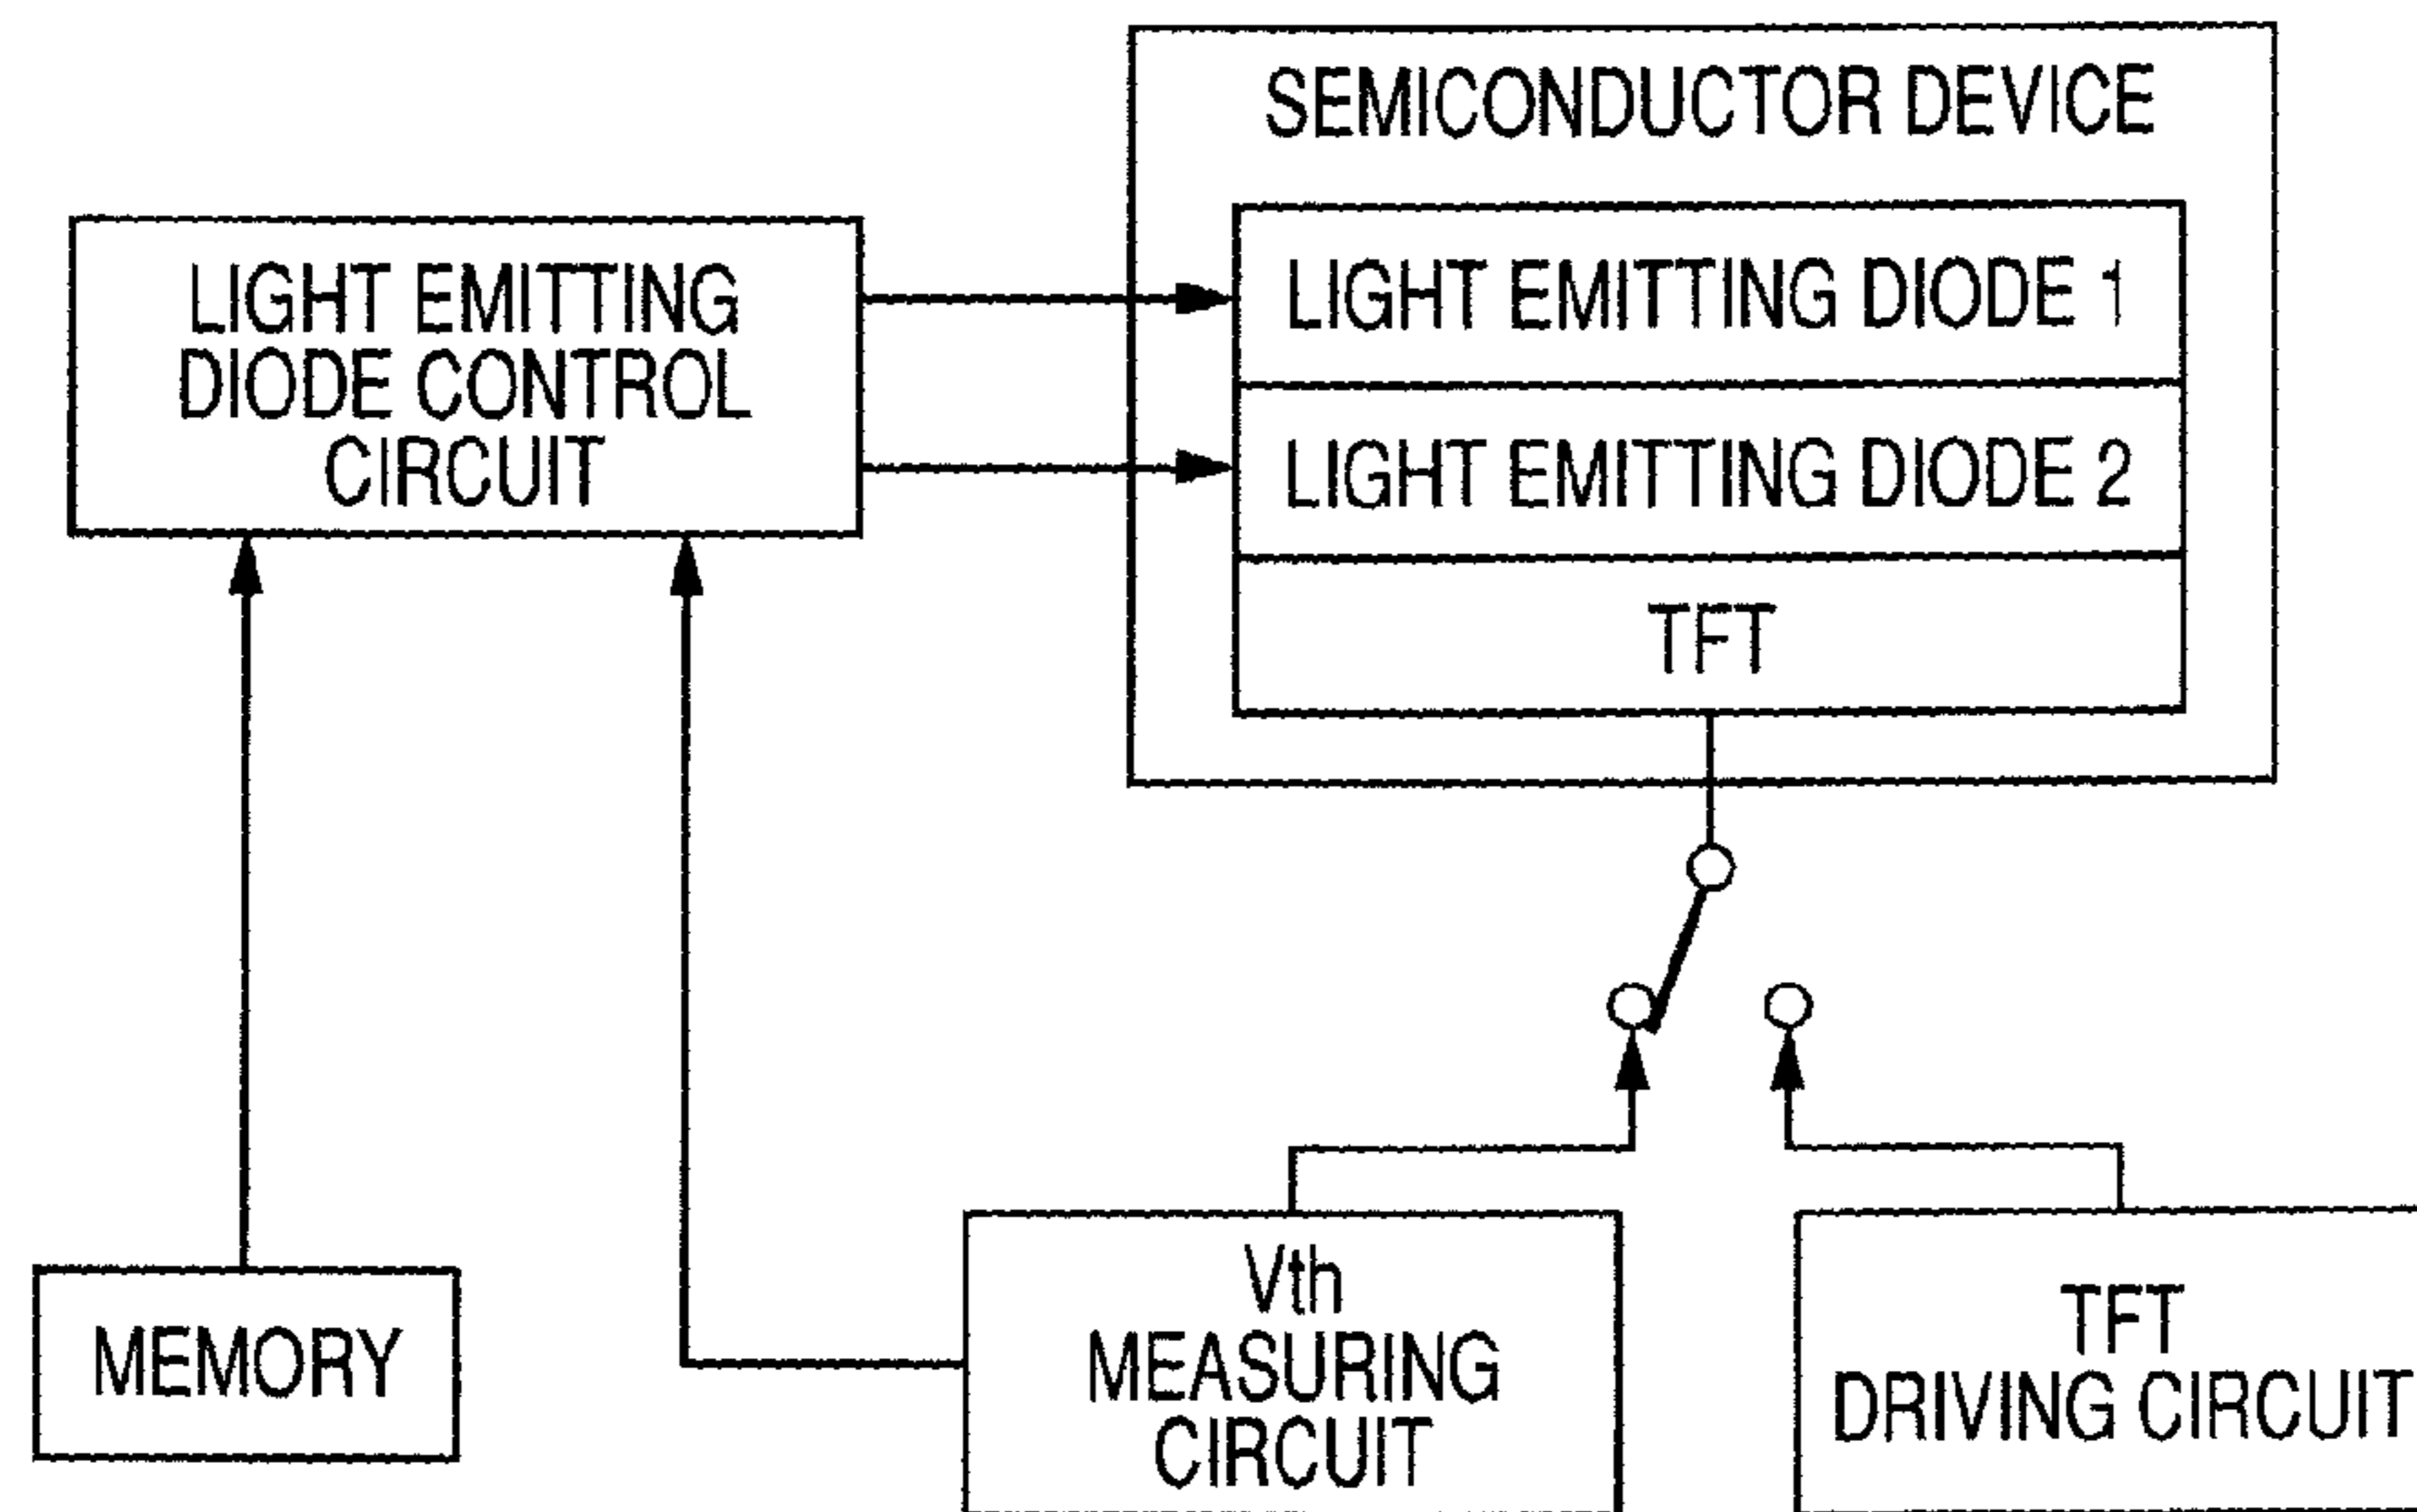 SEMICONDUCTOR DEVICE
LIGHT EMITTING
DIODE CONTROL
CIRCUIT
LIGHT EMITTING DIODE 1
LIGHT EMITTING DIODE 2
TFT
MEMORY
Vth
MEASURING
CIRCUIT
TFT
DRIVING CIRCUIT